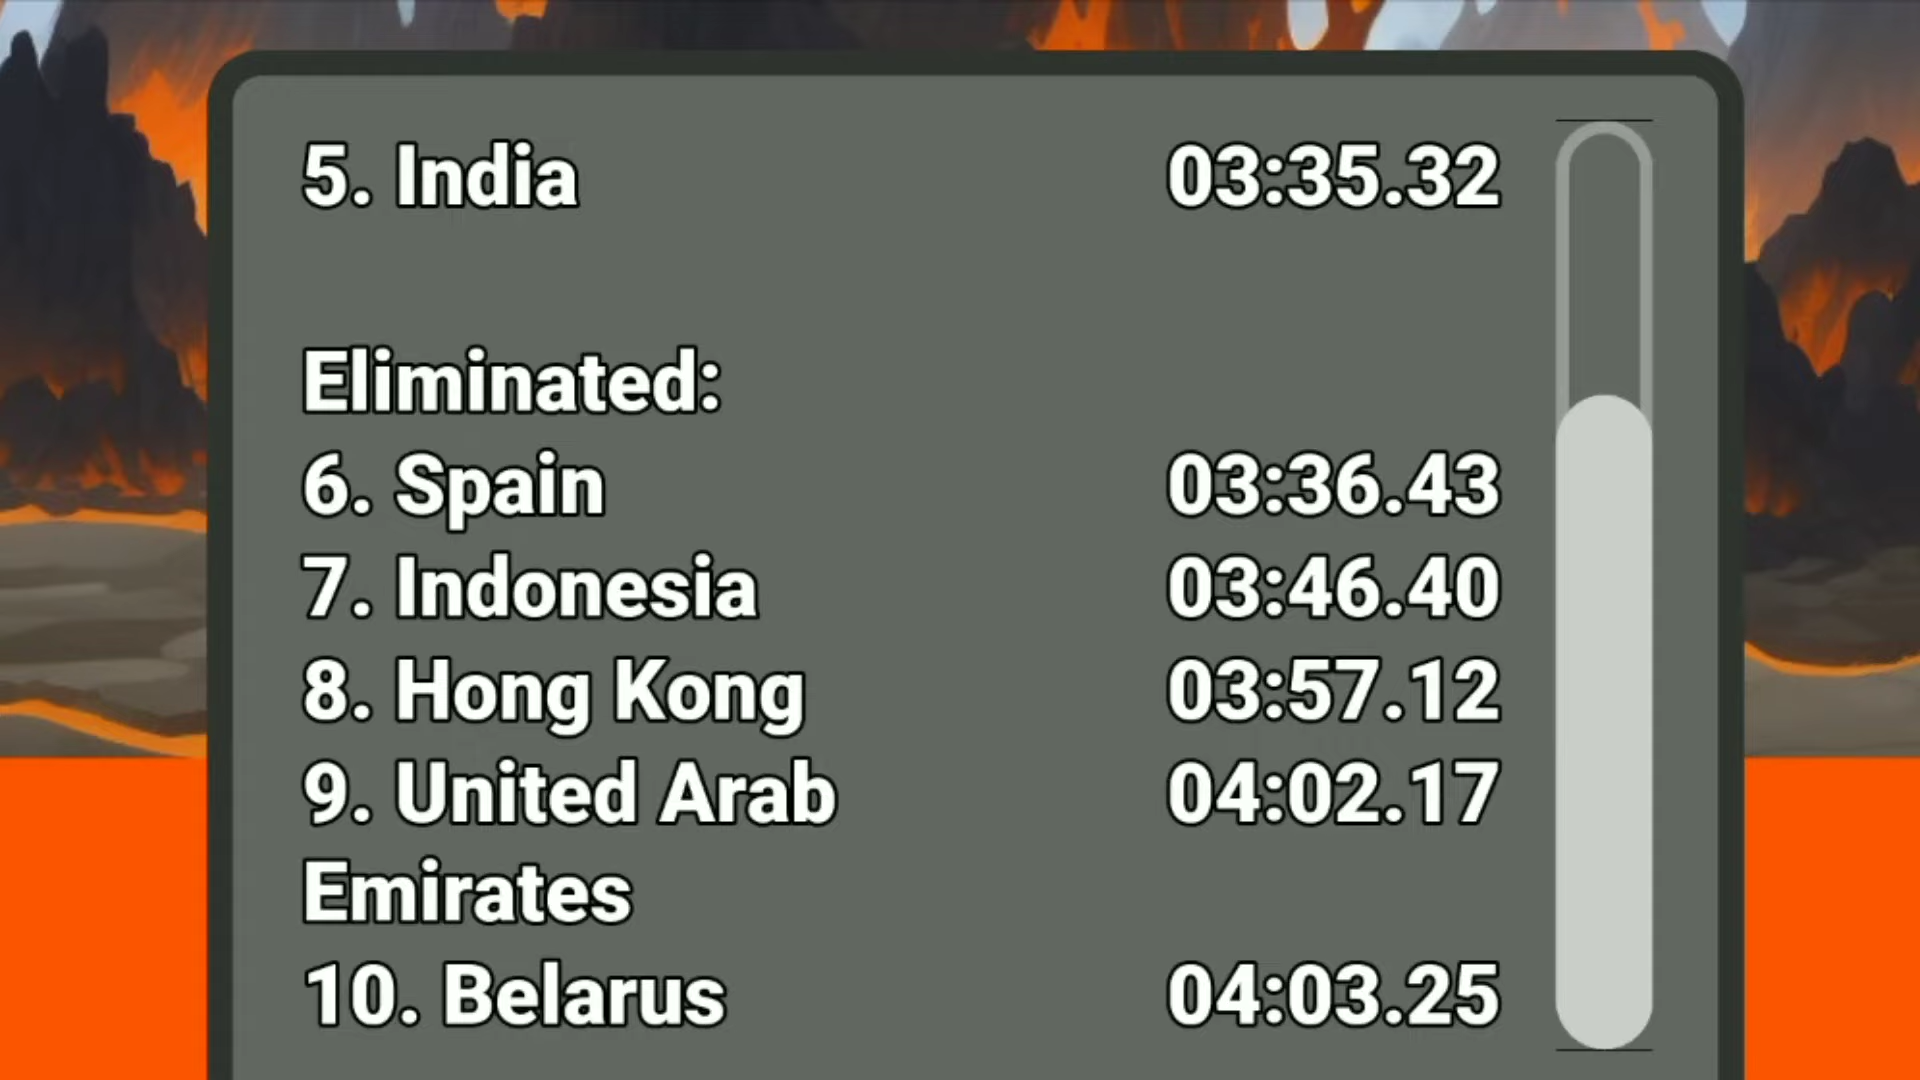 5. India 03:35.32
Eliminated:
6. Spain 03:36.43
7. Indonesia 03:46.40
8. Hong Kong 03:57.12
9. United Arab 04:02.17
Emirates
10. Belarus 04:03.25